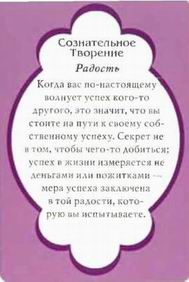 Сознательное
Творение
Радость
Когда вас по-настоящему
волнует успех кого-то
другого, это значит, что вы
стоите на пути к своему соб-
ственному успеху. Секрет не
в том, чтобы чего-то добиться;
успех в жизни измеряется не
деньгами или пожитками —
мера успеха заключена
в той радости, кото-
рую вы испытываете.